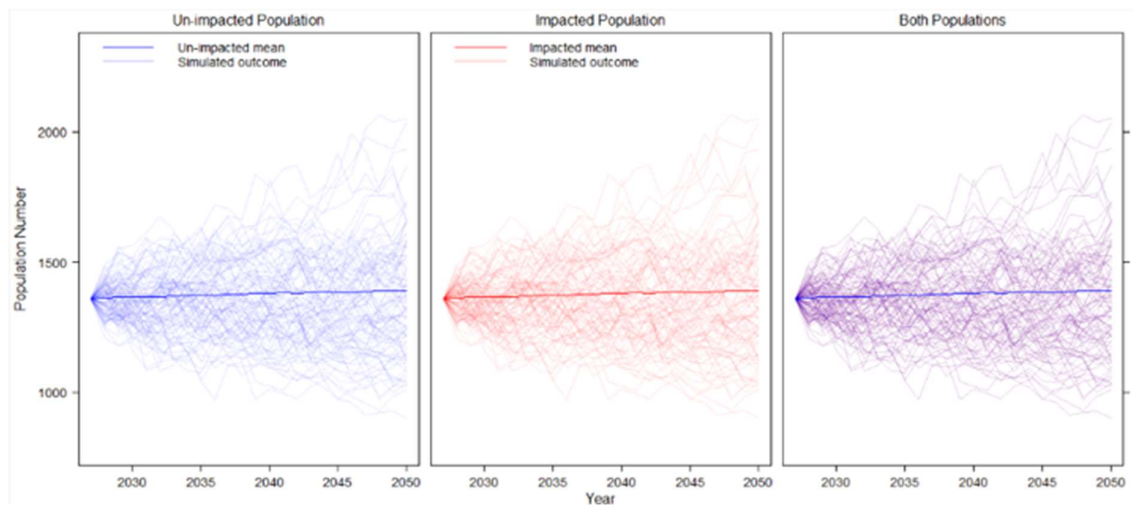 Un-impacted Population
Un-impacted mean
Simulated outcome
Impacted Population
Impacted mean
Simulated outcome
Both Populations
Population Number
2000
1500
1000
2030 2035 2040 2045 2050
2030 2035 2040 2045 2050
2030 2035 2040 2045 2050
Year